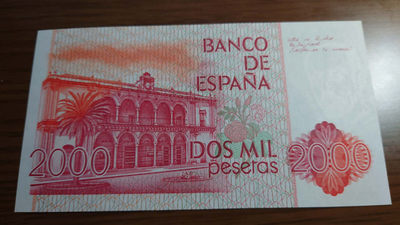 BANCO
DE
ESPAÑA
2000
DOS MIL
pesetas
2000